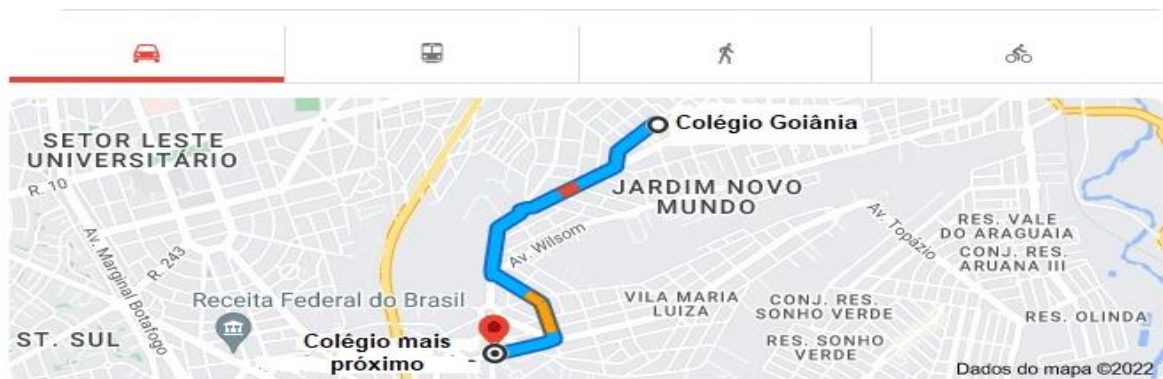 Colégio Goiânia
SETOR LESTE
UNIVERSITÁRIO
R. 10
JARDIM NOVO
MUNDO
Av. Topázio
RES. VALE
DO ARAGUAIA
CONJ. RES.
ARUANA III
Av. Wilsom
Av. Marginal Botafogo
R. 243
Receita Federal do Brasil
VILA MARIA
LUIZA
CONJ. RES.
SONHO VERDE
RES. OLINDA
ST. SUL
Colégio mais
próximo
RES. SONHO
VERDE
Dados do mapa ©2022